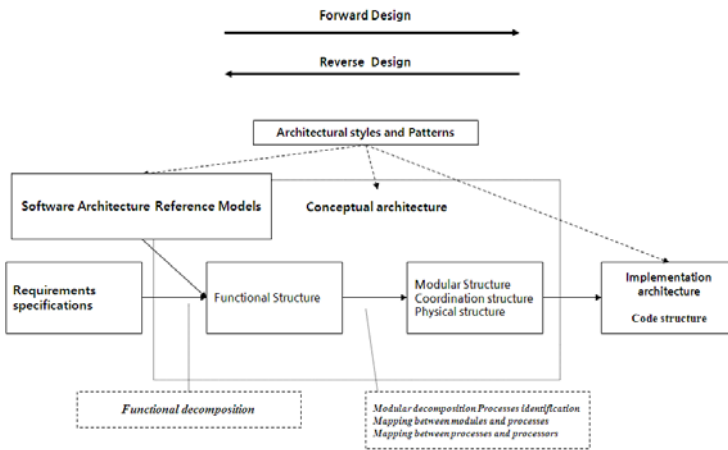 Forward Design
Reverse Design
Architectural styles and Patterns
Software Architecture Reference Models
Conceptual architecture
Requirements
specifications
Functional Structure
Modular Structure
Coordination structure
Physical structure
Implementation
architecture
Code structure
Functional decomposition
Modular decomposition Processes identification
Mapping between modules and processes
Mapping between processes and processors